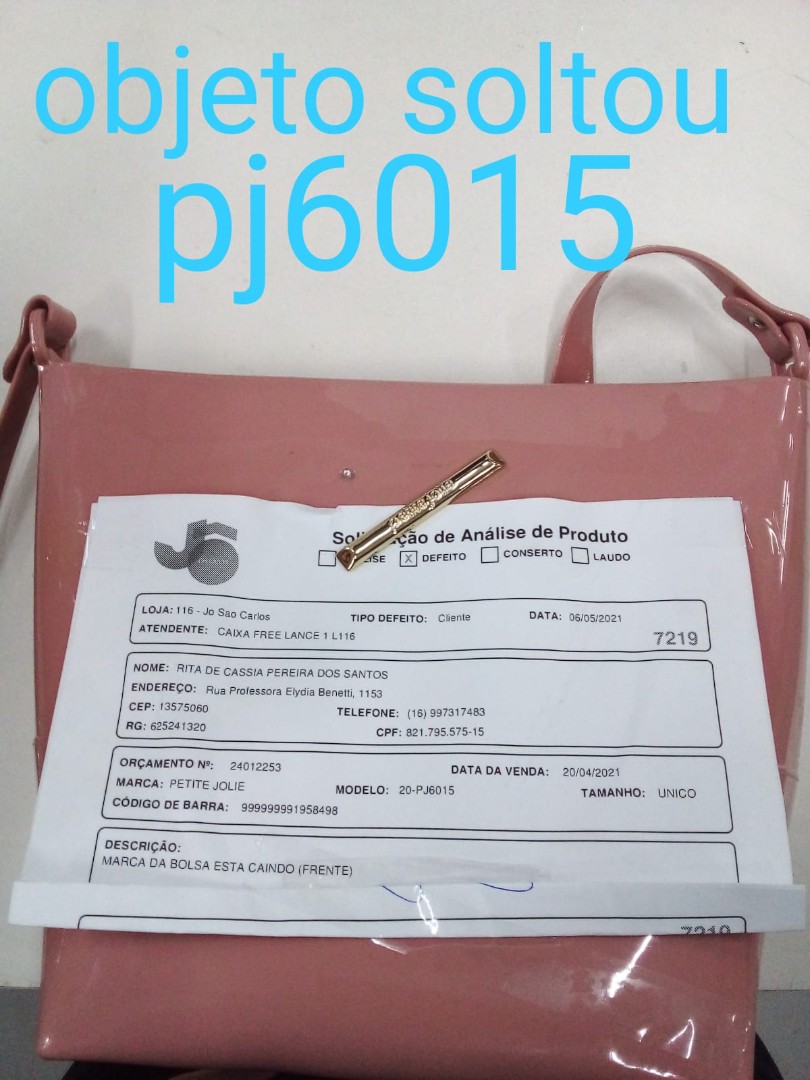 objeto soltou
pj6015
J5
Solicitação de Análise de Produto
X DEFEITO CONSERTO LAUDO
LOJA: 116 - Jo Sao Carlos TIPO DEFEITO: Cliente DATA: 06/05/2021
ATENDENTE: CAIXA FREE LANCE 1 L116 7219
NOME: RITA DE CASSIA PEREIRA DOS SANTOS
ENDEREÇO: Rua Professora Elydia Benetti, 1153
CEP: 13575060 TELEFONE: (16) 997317483
RG: 625241320 CPF: 821.795.575-15
ORÇAMENTO Nº: 24012253 DATA DA VENDA: 20/04/2021
MARCA: PETITE JOLIE MODELO: 20-PJ6015 TAMANHO: UNICO
CÓDIGO DE BARRA: 999999991958498
DESCRIÇÃO:
MARCA DA BOLSA ESTA CAINDO (FRENTE)
7219